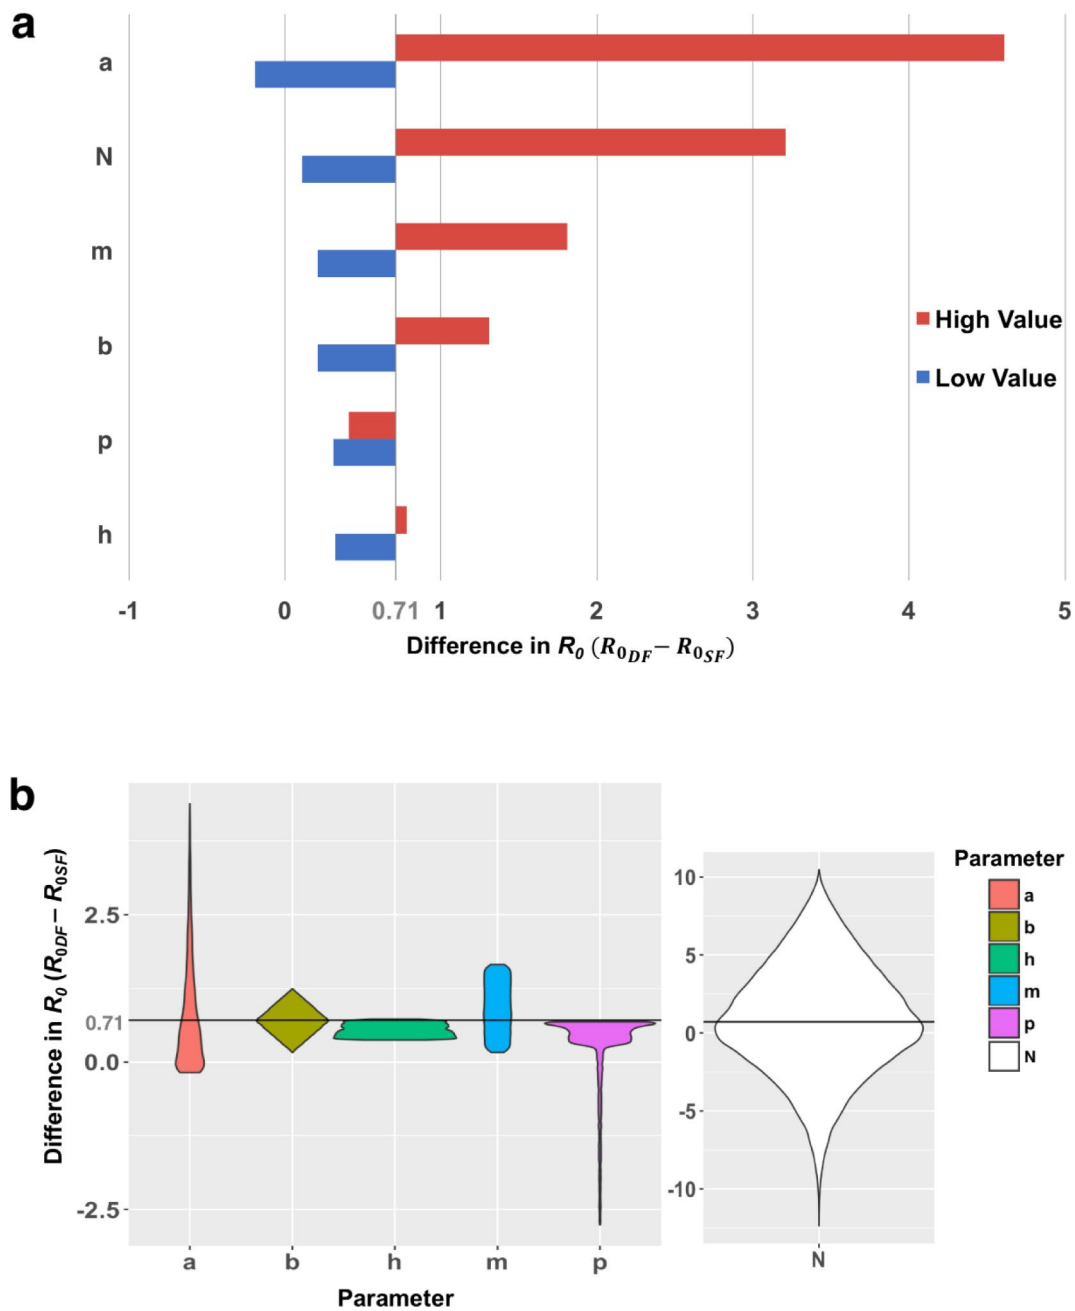 a
a
N
m
b
p
h
High Value
Low Value
-1 0 0.71 1 2 3 4 5
Difference in R₀ (R₀DF − R₀SF)
b
Difference in R₀ (R₀DF − R₀SF)
2.5
0.71
0.0
-2.5
a b h m p
Parameter
10
5
0
-5
-10
N
Parameter
a
b
h
m
p
N